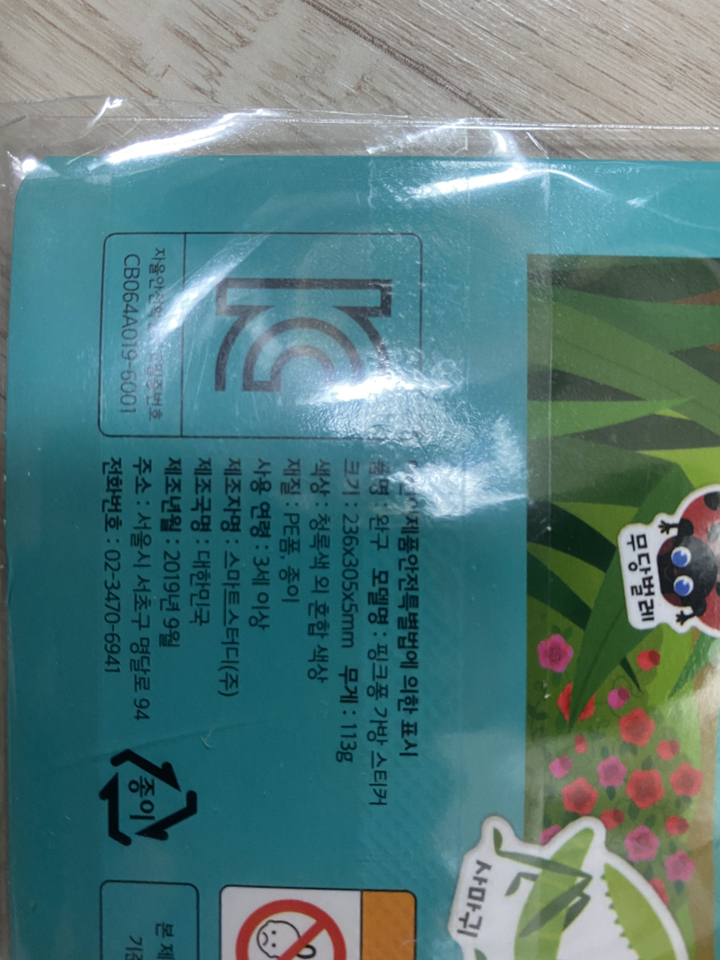 CB064A019-6001
어린이제품안전특별법에 의한 표시
품명 : 완구 모델명 : 핑크퐁 가방 스티커
크기 : 236x305x5mm 무게 : 113g
색상 : 청록색 외 혼합 색상
재질 : PE폼, 종이
사용 연령 : 3세 이상
제조자명 : 스마트스터디(주)
제조국명 : 대한민국
제조년월 : 2019년 9월
주소 : 서울시 서초구 명달로 94
전화번호 : 02-3470-6941
종이
본 제
무당벌레
사마귀